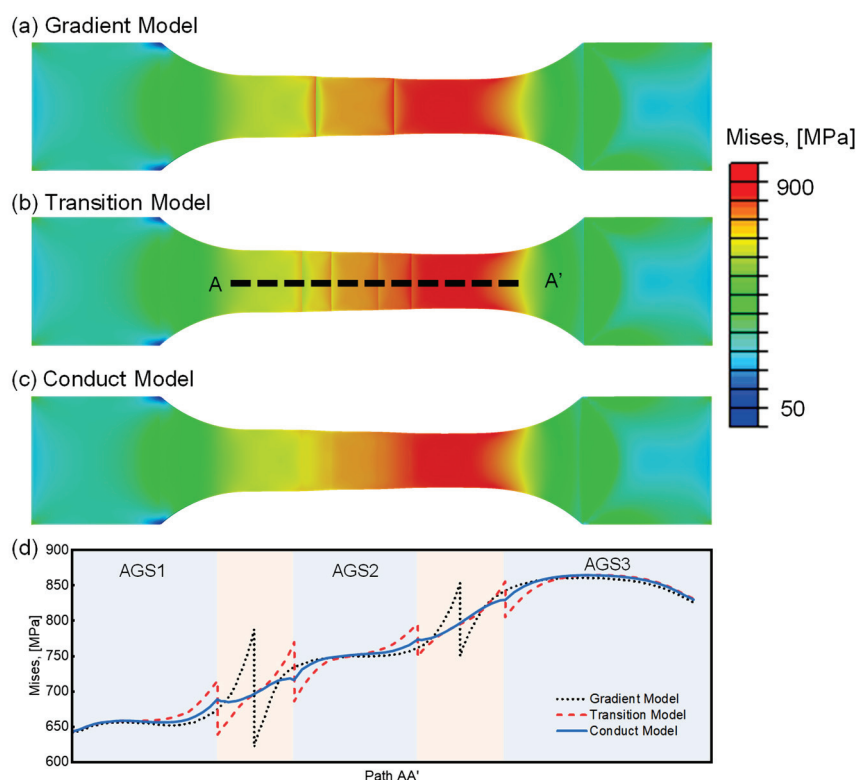 (a) Gradient Model
Mises, [MPa]
900
50
(b) Transition Model
A A'
(c) Conduct Model
(d)
900
850
800
750
700
650
600
Mises, [MPa]
AGS1 AGS2 AGS3
Gradient Model
Transition Model
Conduct Model
Path AA'